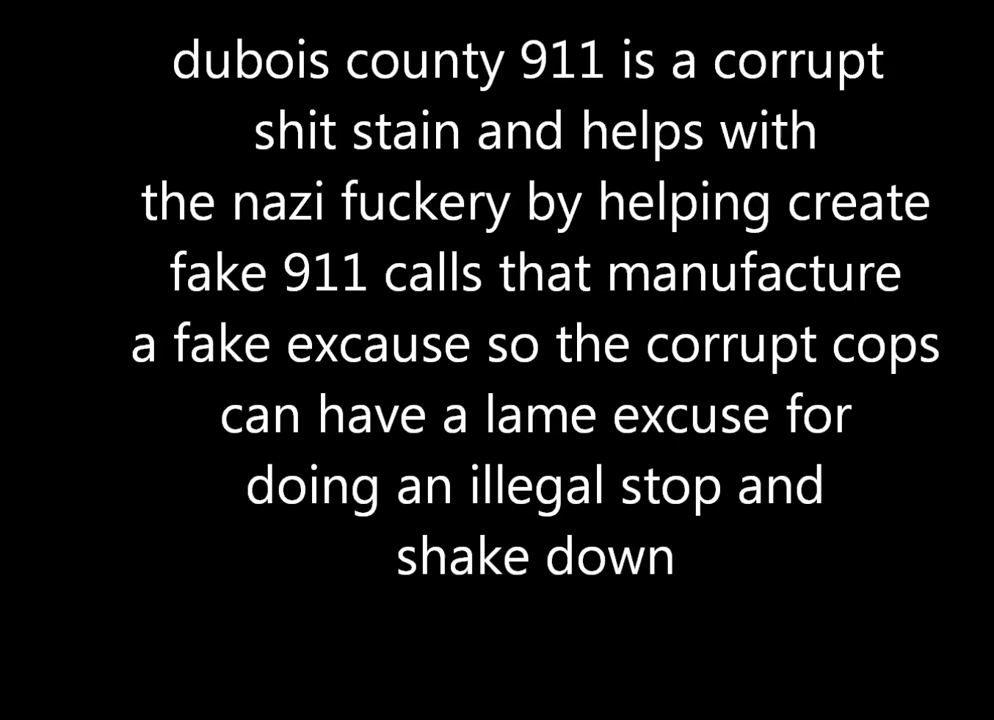 dubois county 911 is a corrupt
shit stain and helps with
the nazi fuckery by helping create
fake 911 calls that manufacture
a fake excause so the corrupt cops
can have a lame excuse for
doing an illegal stop and
shake down